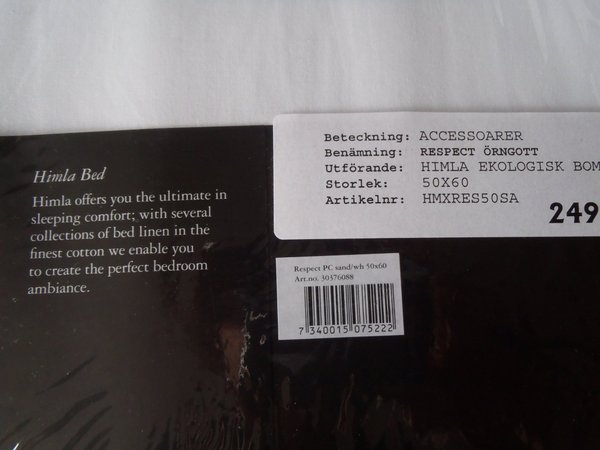 Himla Bed
Himla offers you the ultimate in
sleeping comfort; with several
collections of bed linen in the
finest cotton we enable you
to create the perfect bedroom
ambiance.
Beteckning: ACCESSOARER
Benämning: RESPECT ÖRNGOTT
Utförande: HIMLA EKOLOGISK BOM
Storlek: 50X60
Artikelnr: HMXRES50SA
249
Respect PC sand/wh 50x60
Art.no. 30376088
7 340015 075222